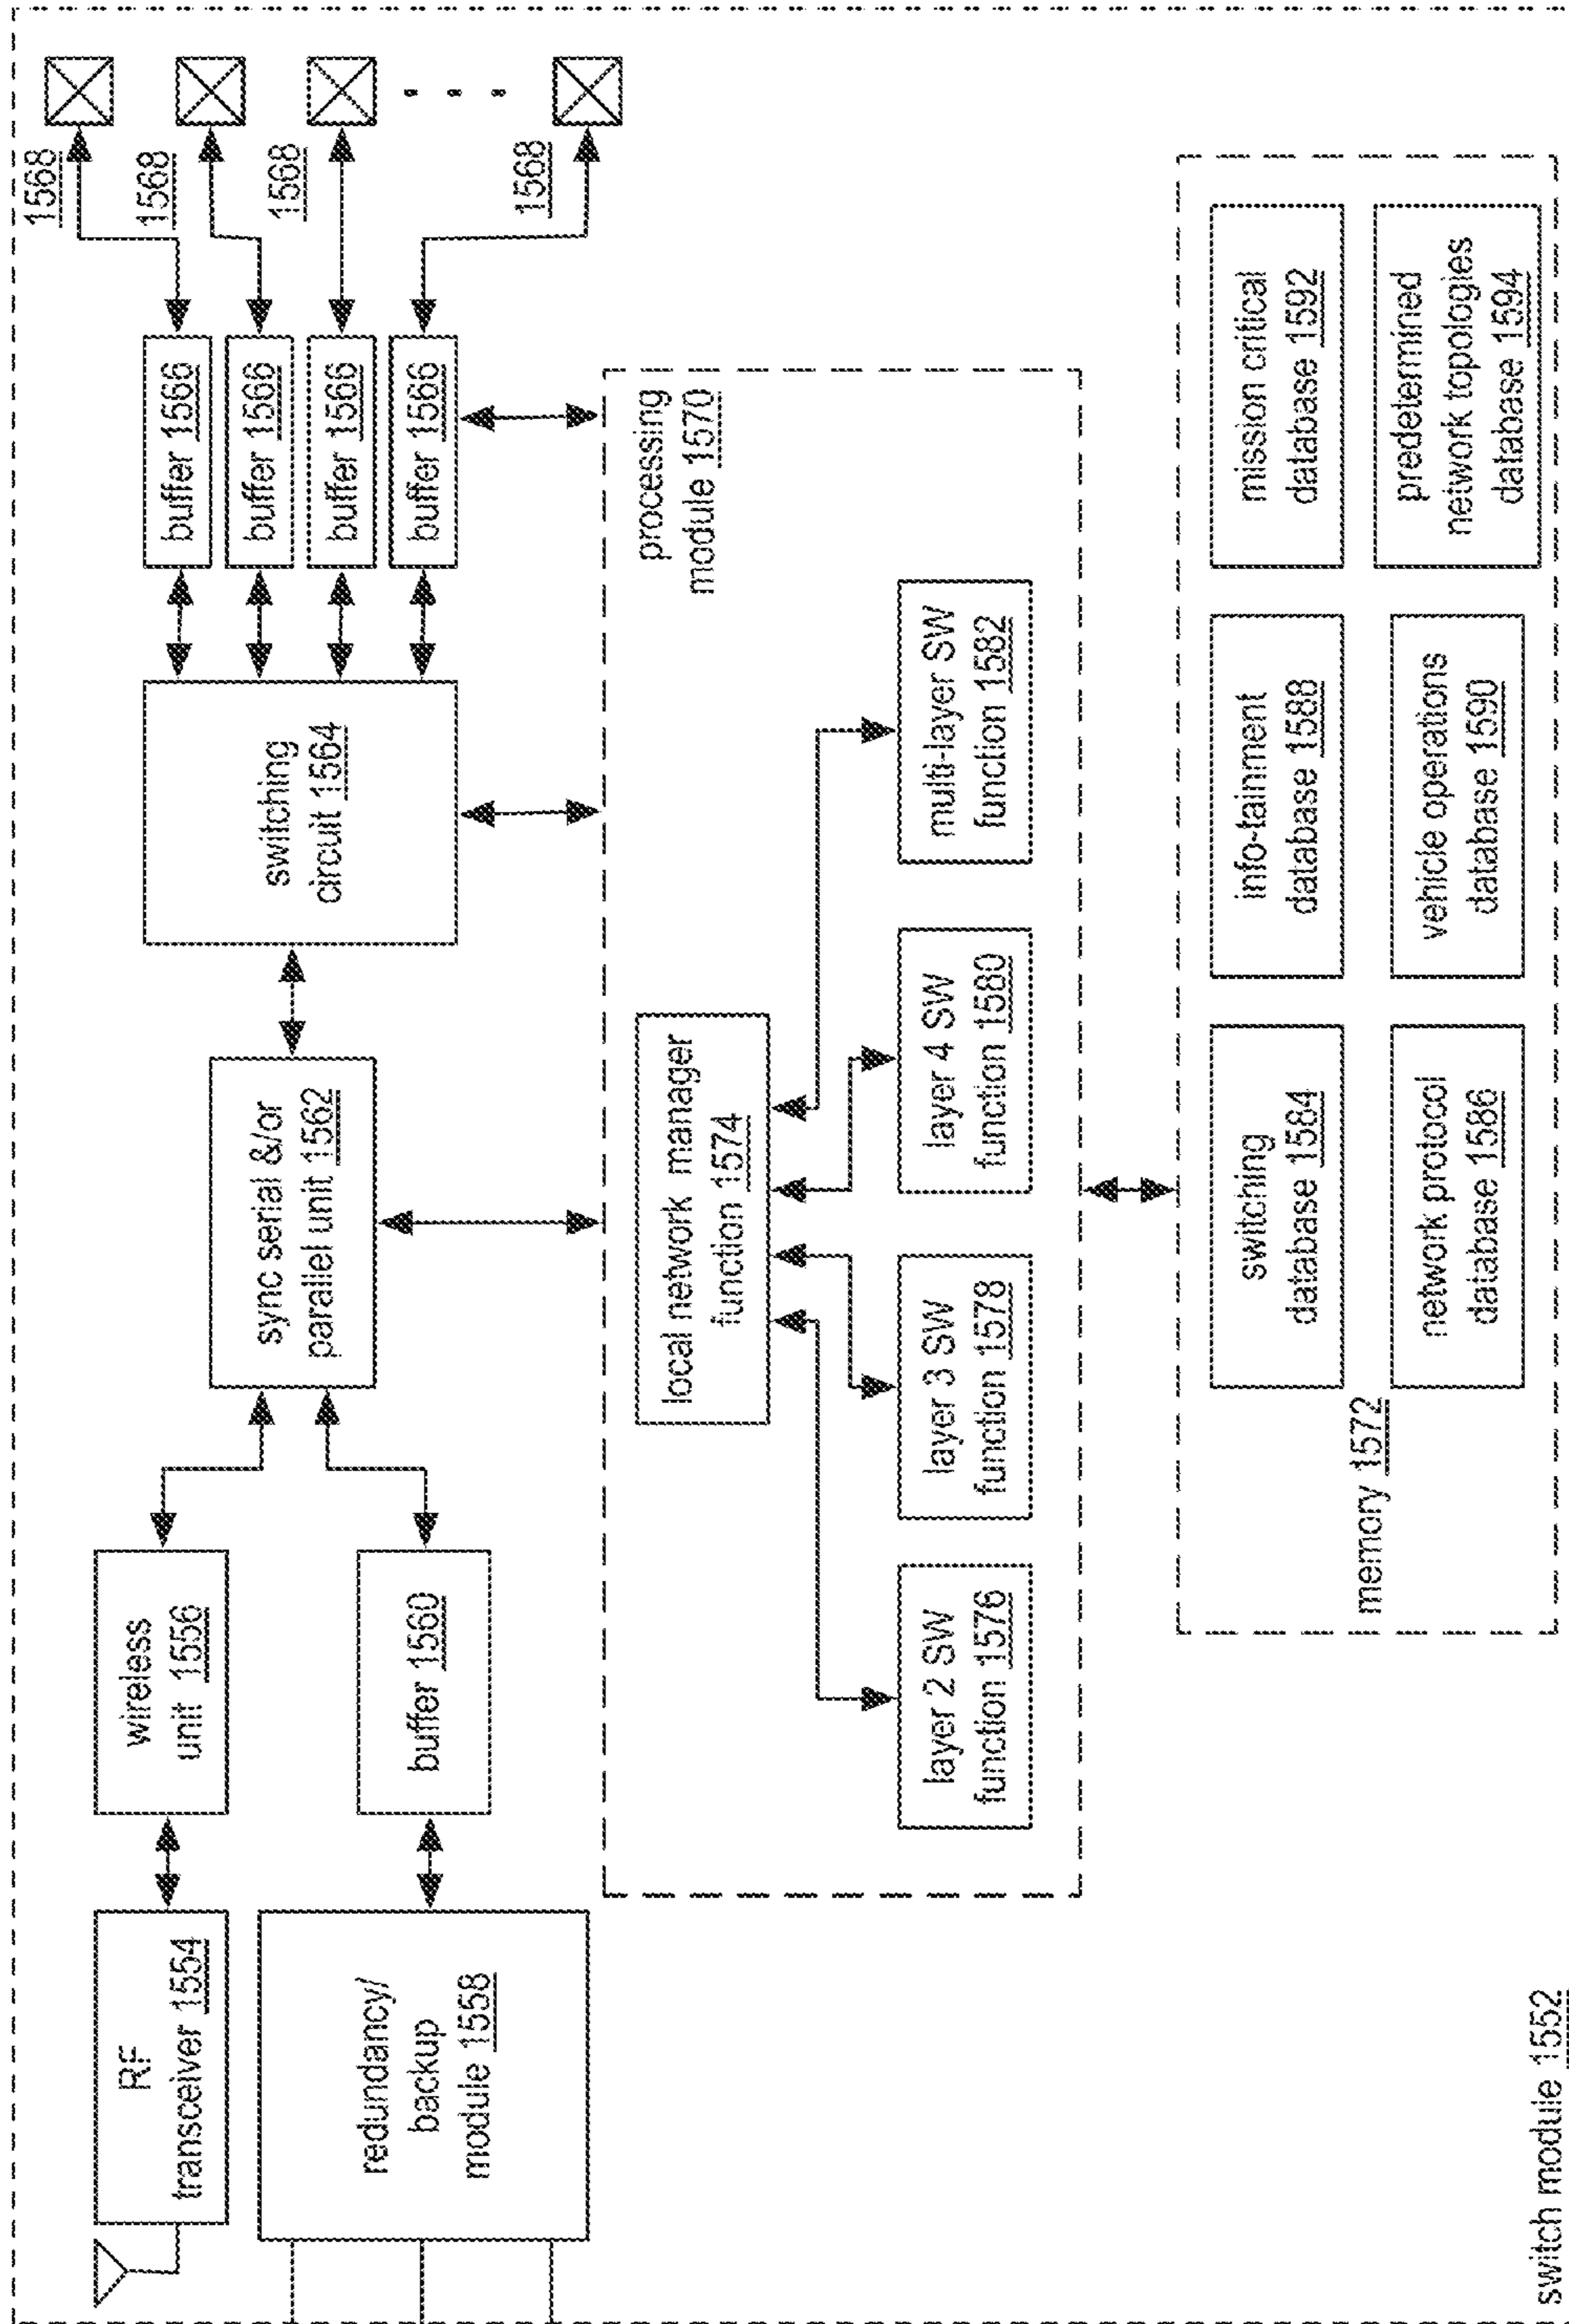 RF
transceiver 1554
wireless
unit 1556
redundancy/
backup
module 1558
buffer 1560
sync serial &/or
parallel unit 1562
switching
circuit 1564
buffer 1566
buffer 1566
buffer 1566
buffer 1566
1568
1568
1568
1568
processing
module 1570
local network manager
function 1574
layer 2 SW
function 1576
layer 3 SW
function 1578
layer 4 SW
function 1580
multi-layer SW
function 1582
memory 1572
switching
database 1584
info-tainment
database 1588
mission critical
database 1592
network protocol
database 1586
vehicle operations
database 1590
predetermined
network topologies
database 1594
switch module 1552